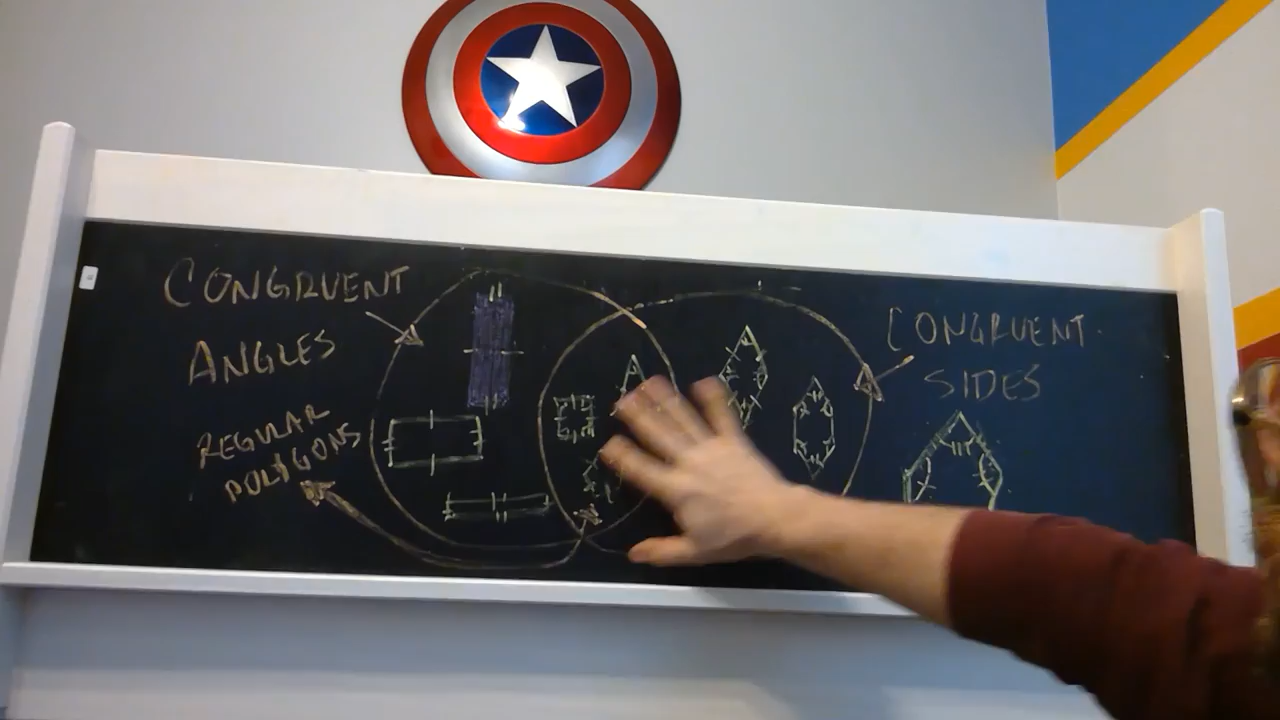 CONGRUENT
ANGLES
REGULAR
POLYGONS
CONGRUENT
SIDES